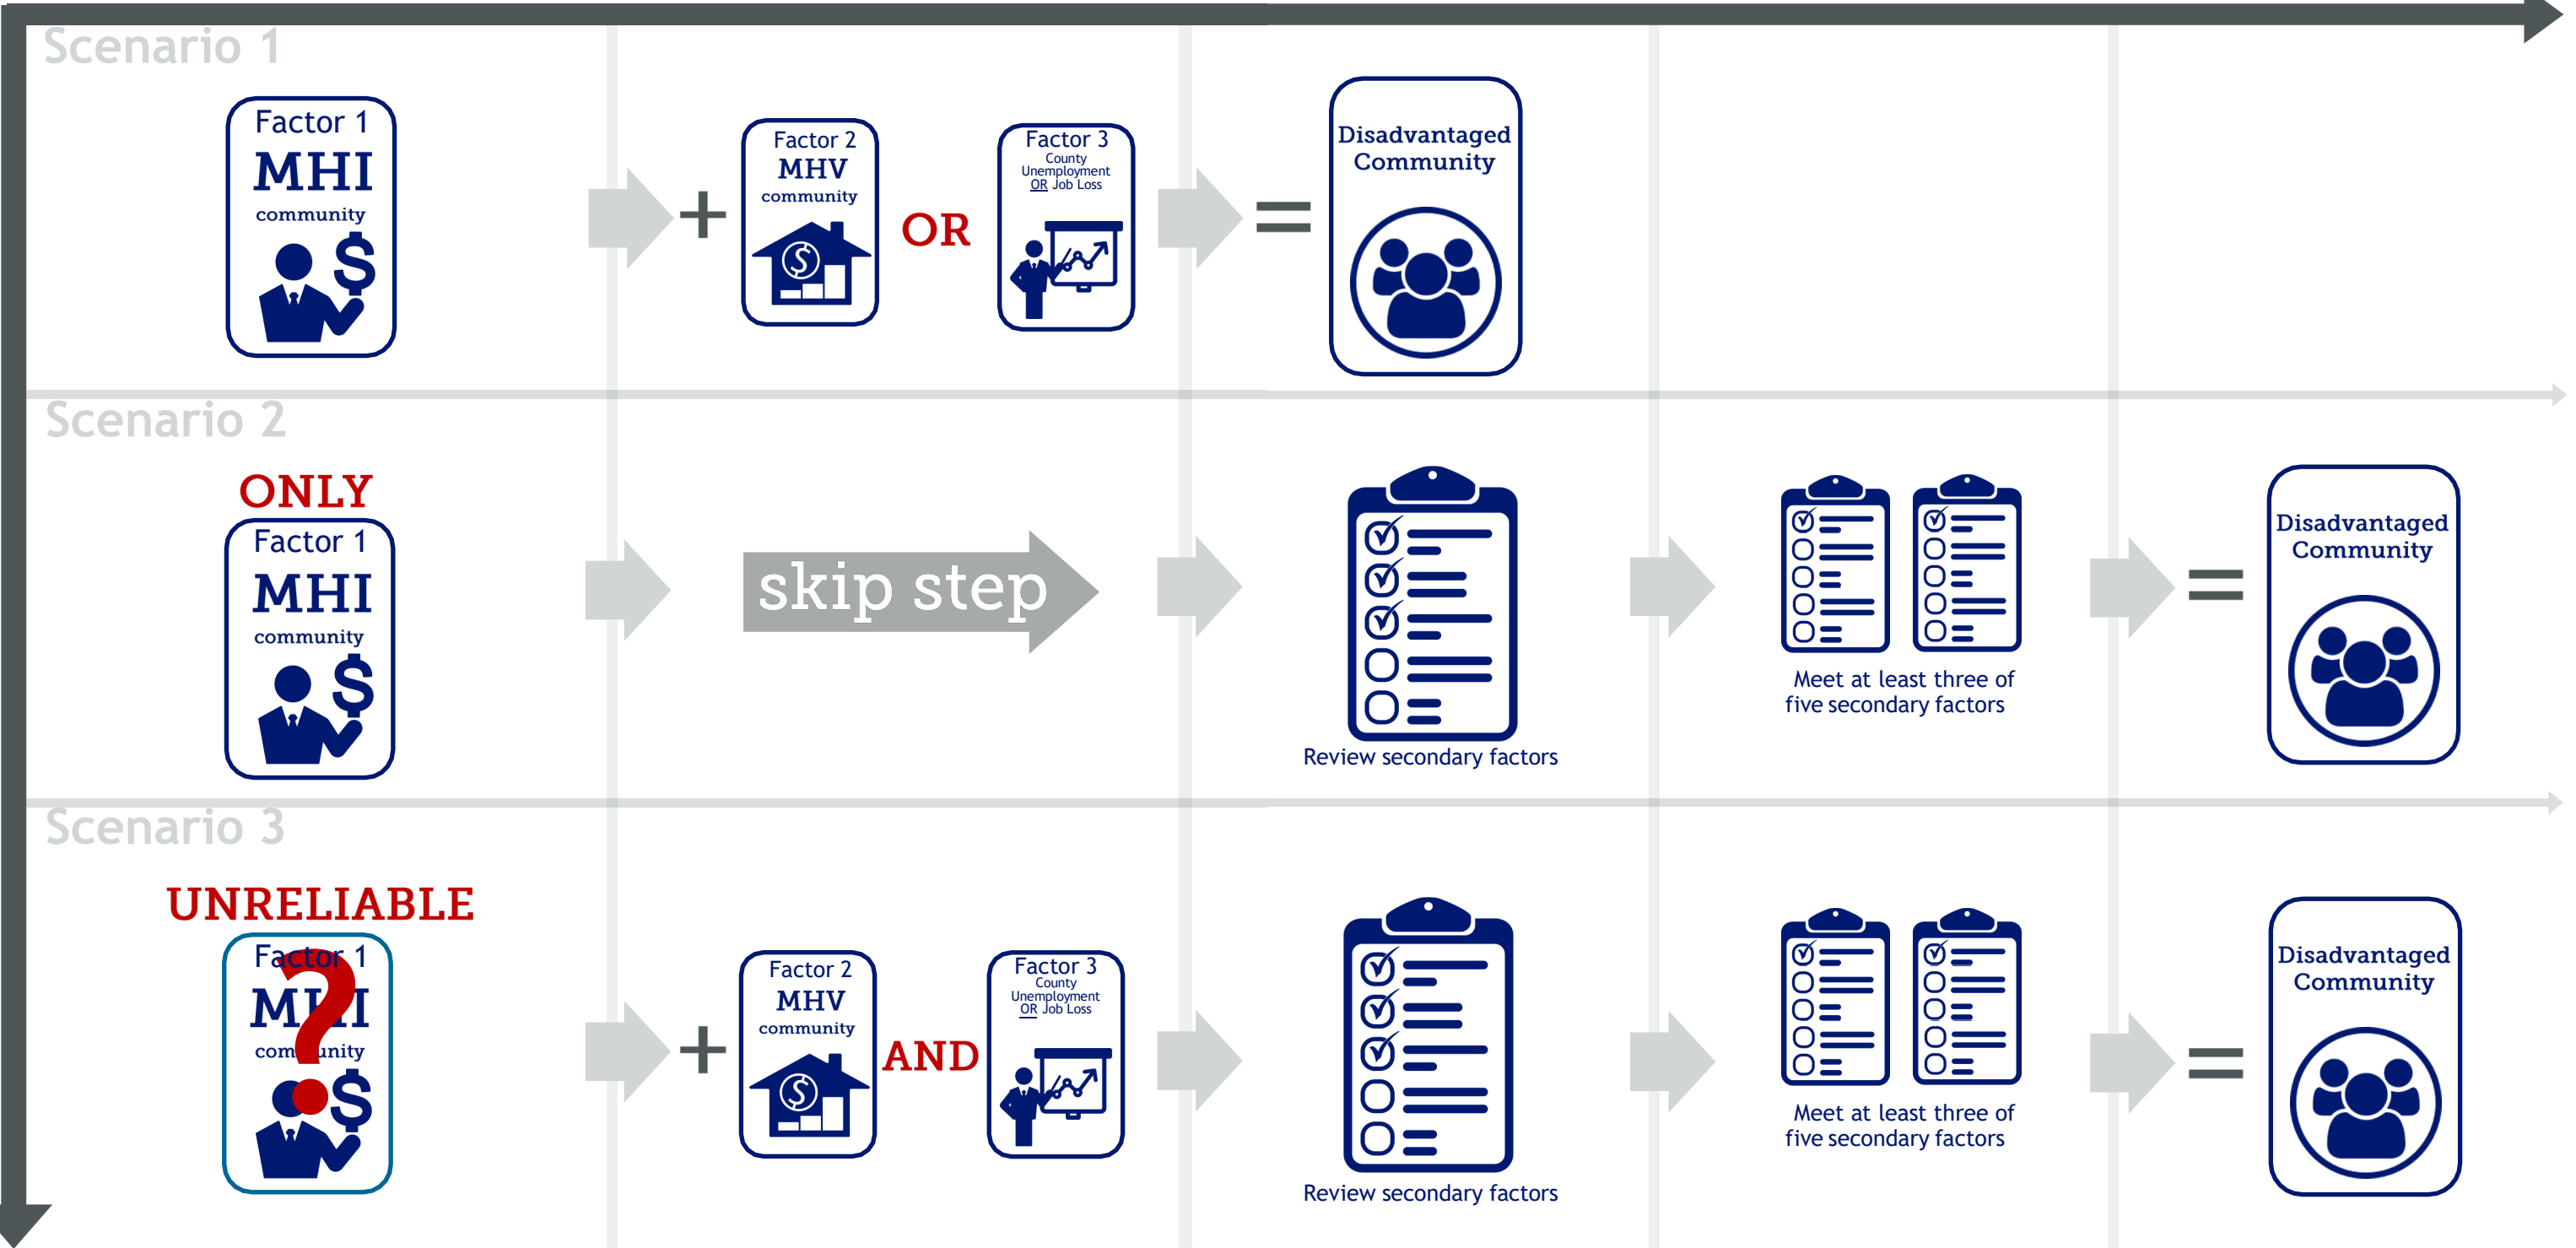 Scenario 1
Factor 1
MHI
community
$
+
Factor 2
MHV
community
$
OR
Factor 3
County
Unemployment
OR Job Loss
=
Disadvantaged
Community
Scenario 2
ONLY
Factor 1
MHI
community
$
skip step
Review secondary factors
Meet at least three of
five secondary factors
=
Disadvantaged
Community
Scenario 3
UNRELIABLE
Factor 1
MHI
community
?
$
+
Factor 2
MHV
community
$
AND
Factor 3
County
Unemployment
OR Job Loss
Review secondary factors
Meet at least three of
five secondary factors
=
Disadvantaged
Community